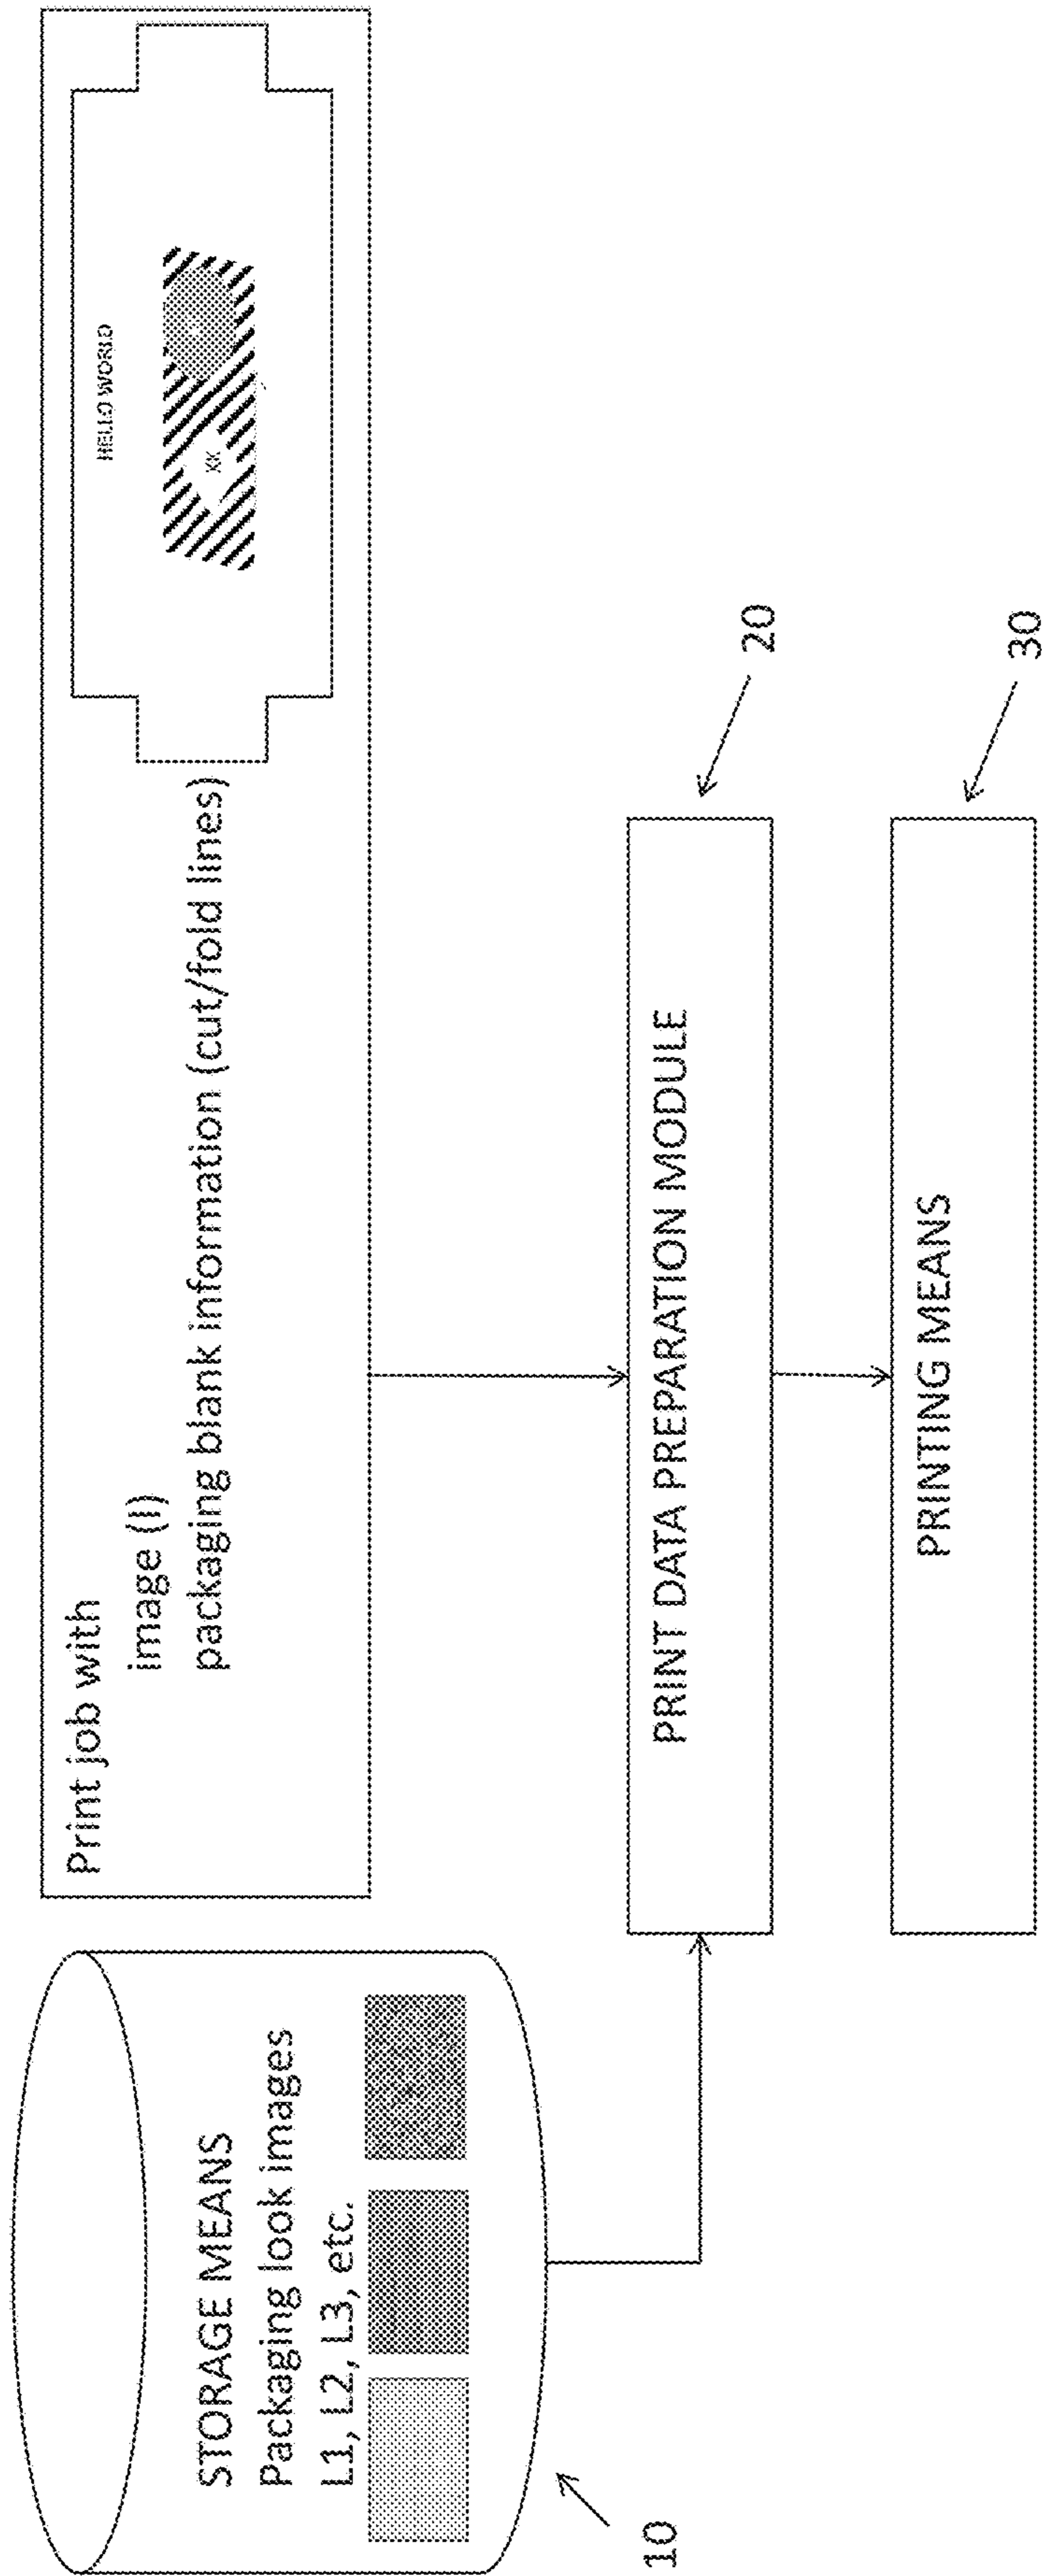 STORAGE MEANS
Packaging look images
L1, L2, L3, etc.
10
Print job with
image (I)
packaging blank information (cut/fold lines)
HELLO WORLD
XX
PRINT DATA PREPARATION MODULE
20
PRINTING MEANS
30